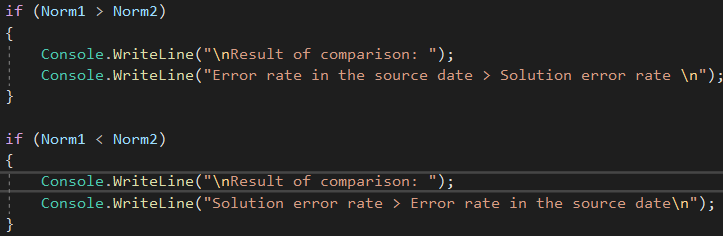 if (Norm1 > Norm2)
{
    Console.WriteLine("\nResult of comparison: ");
    Console.WriteLine("Error rate in the source date > Solution error rate \n");
}
if (Norm1 < Norm2)
{
    Console.WriteLine("\nResult of comparison: ");
    Console.WriteLine("Solution error rate > Error rate in the source date\n");
}